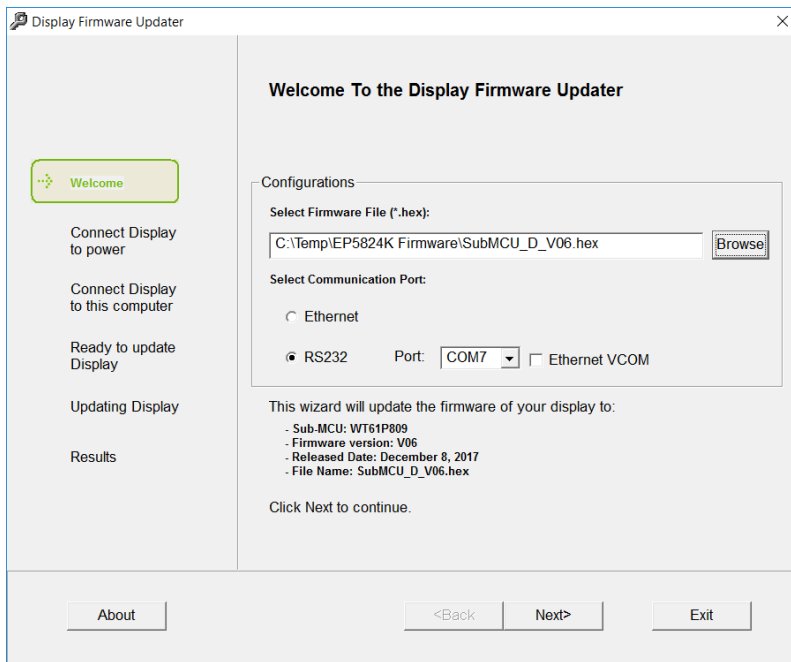 Display Firmware Updater
Welcome To the Display Firmware Updater
Welcome
Connect Display
to power
Connect Display
to this computer
Ready to update
Display
Updating Display
Results
Configurations
Select Firmware File (*.hex):
C:\Temp\EP5824K Firmware\SubMCU_D_V06.hex
Browse
Select Communication Port:
Ethernet
RS232 Port: COM7 Ethernet VCOM
This wizard will update the firmware of your display to:
- Sub-MCU: WT61P809
- Firmware version: V06
- Released Date: December 8, 2017
- File Name: SubMCU_D_V06.hex
Click Next to continue.
About <Back Next> Exit